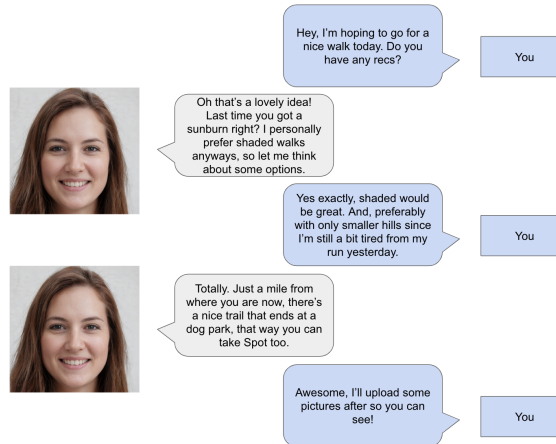 Hey, I'm hoping to go for a
nice walk today. Do you
have any recs?
You
Oh that's a lovely idea!
Last time you got a
sunburn right? I personally
prefer shaded walks
anyways, so let me think
about some options.
Yes exactly, shaded would
be great. And, preferably
with only smaller hills since
I'm still a bit tired from my
run yesterday.
You
Totally. Just a mile from
where you are now, there's
a nice trail that ends at a
dog park, that way you can
take Spot too.
Awesome, I'll upload some
pictures after so you can
see!
You